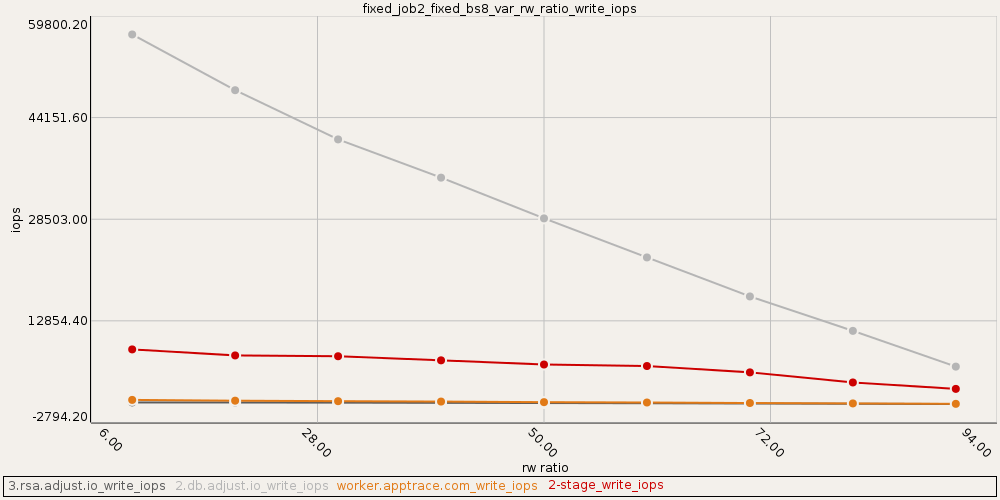 fixed_job2_fixed_bs8_var_rw_ratio_write_iops
59800.20
44151.60
28503.00
12854.40
-2794.20
iops
6.00 28.00 50.00 72.00 94.00
rw ratio
3.rsa.adjust.io_write_iops 2.db.adjust.io_write_iops worker.apptrace.com_write_iops 2-stage_write_iops